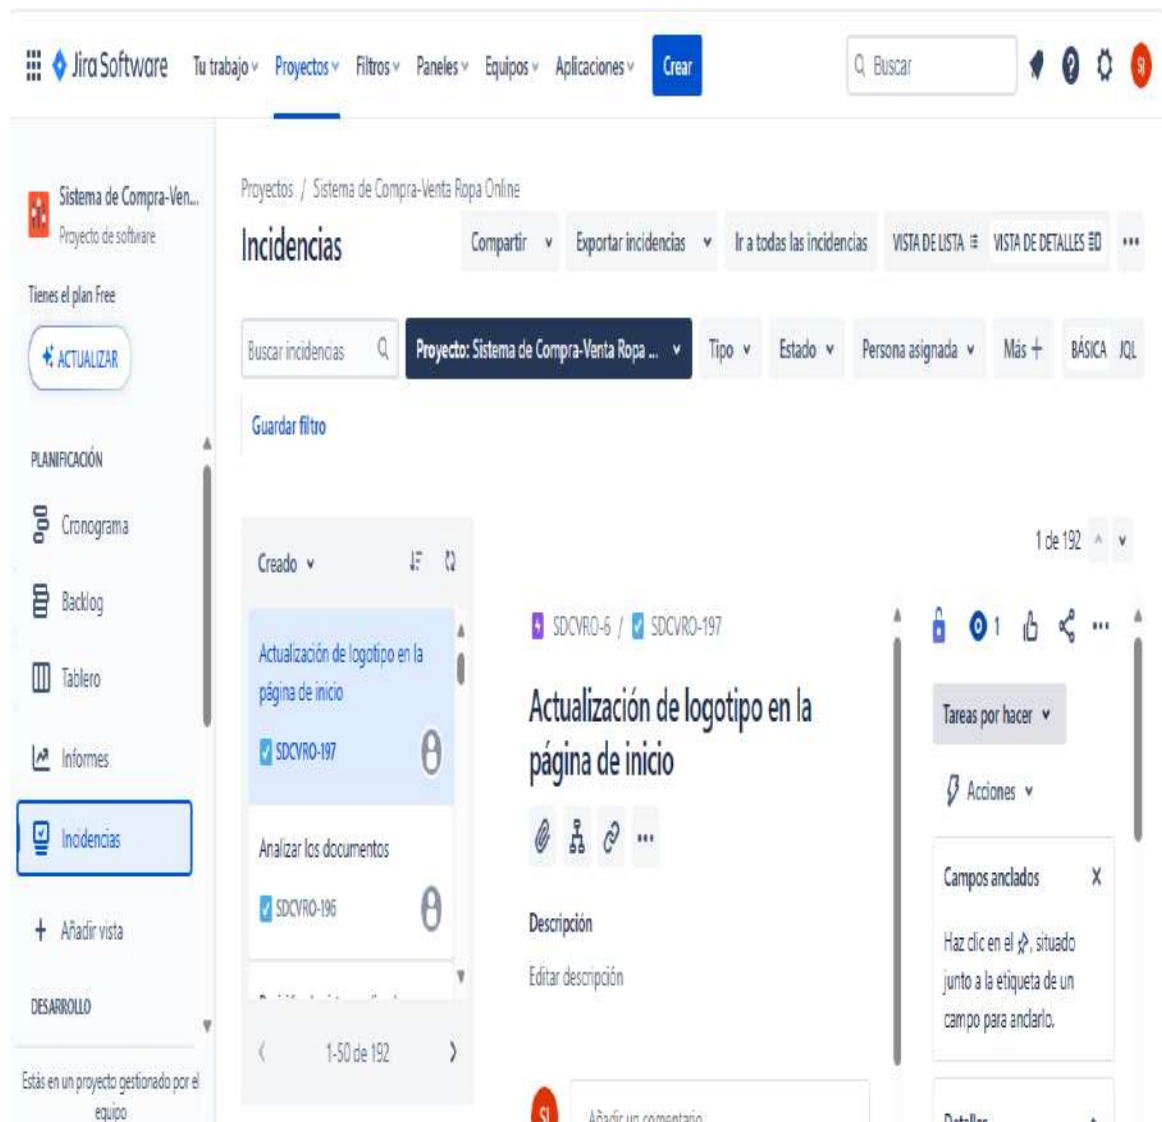 Jira Software Tu trabajo Proyectos Filtros Paneles Equipos Aplicaciones Crear Buscar SI
Sistema de Compra-Ven...
Proyecto de software
Tienes el plan Free
ACTUALIZAR
PLANIFICACIÓN
Cronograma
Backlog
Tablero
Informes
Incidencias
+ Añadir vista
DESARROLLO
Estás en un proyecto gestionado por el
equipo
Proyectos / Sistema de Compra-Venta Ropa Online
Incidencias Compartir Exportar incidencias Ir a todas las incidencias VISTA DE LISTA VISTA DE DETALLES ...
Buscar incidencias Proyecto: Sistema de Compra-Venta Ropa ... Tipo Estado Persona asignada Más + BÁSICA JQL
Guardar filtro
Creado
Actualización de logotipo en la
página de inicio
SDCVRO-197
Analizar los documentos
SDCVRO-196
1-50 de 192
1 de 192
SDCVRO-6 / SDCVRO-197
Actualización de logotipo en la
página de inicio
Descripción
Editar descripción
SI Añadir un comentario
1
Tareas por hacer
Acciones
Campos anclados X
Haz clic en el , situado
junto a la etiqueta de un
campo para anclarlo.
Detalles